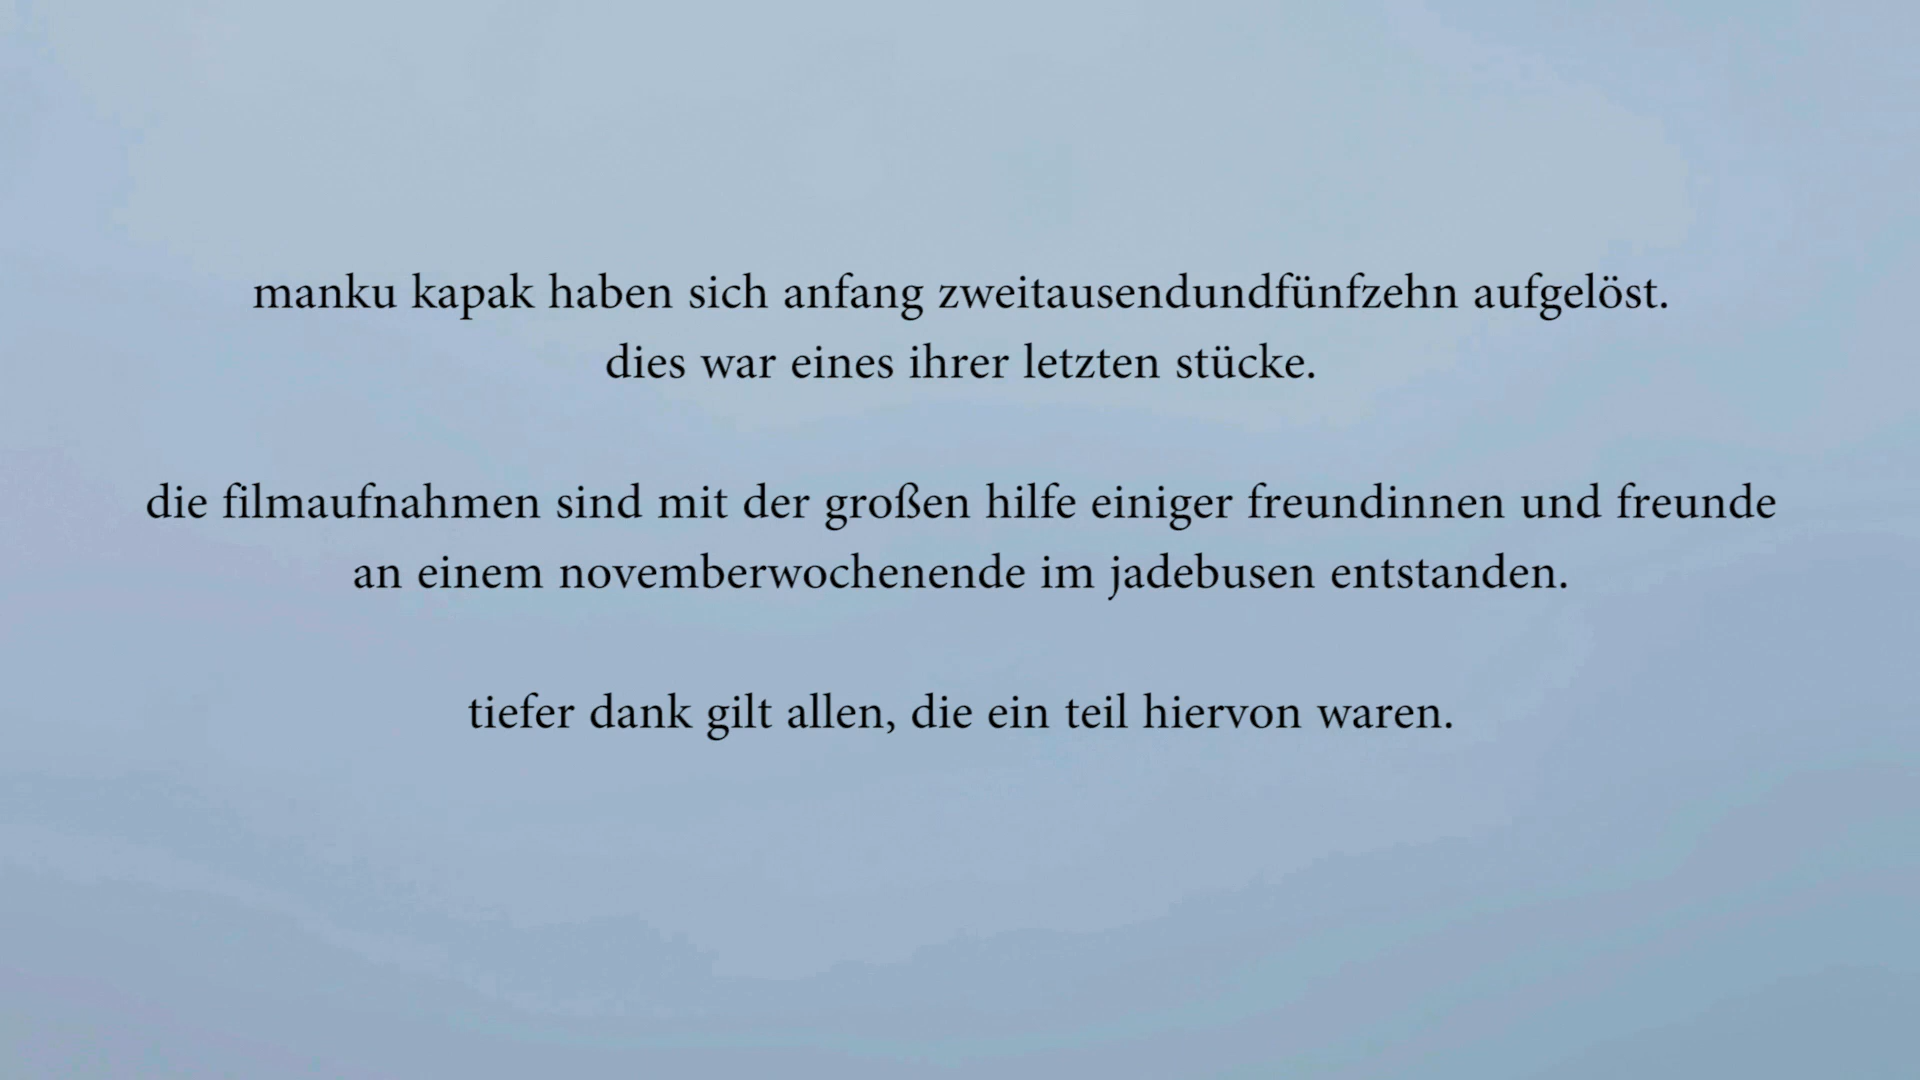 manku kapak haben sich anfang zweitausendundfünfzehn aufgelöst.
dies war eines ihrer letzten stücke.
die filmaufnahmen sind mit der großen hilfe einiger freundinnen und freunde
an einem novemberwochenende im jadebusen entstanden.
tiefer dank gilt allen, die ein teil hiervon waren.